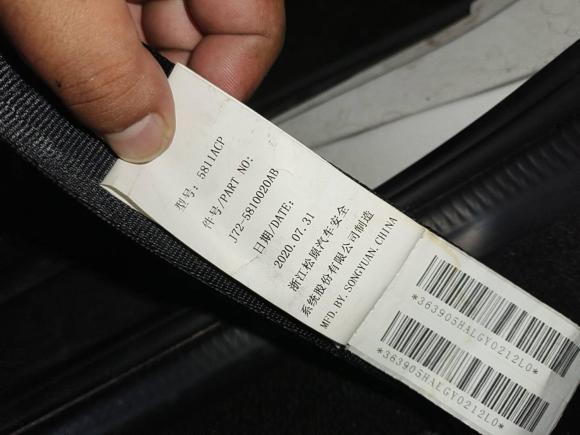 型号: 5811ACP
件号/PART NO:
J72-5810020AB
日期/DATE:
2020.07.31
浙江松原汽车安全
系统股份有限公司制造
MFD. BY. SONGYUAN. CHINA
*363905HALGY0212L0*
*363905HALGY0212L0*